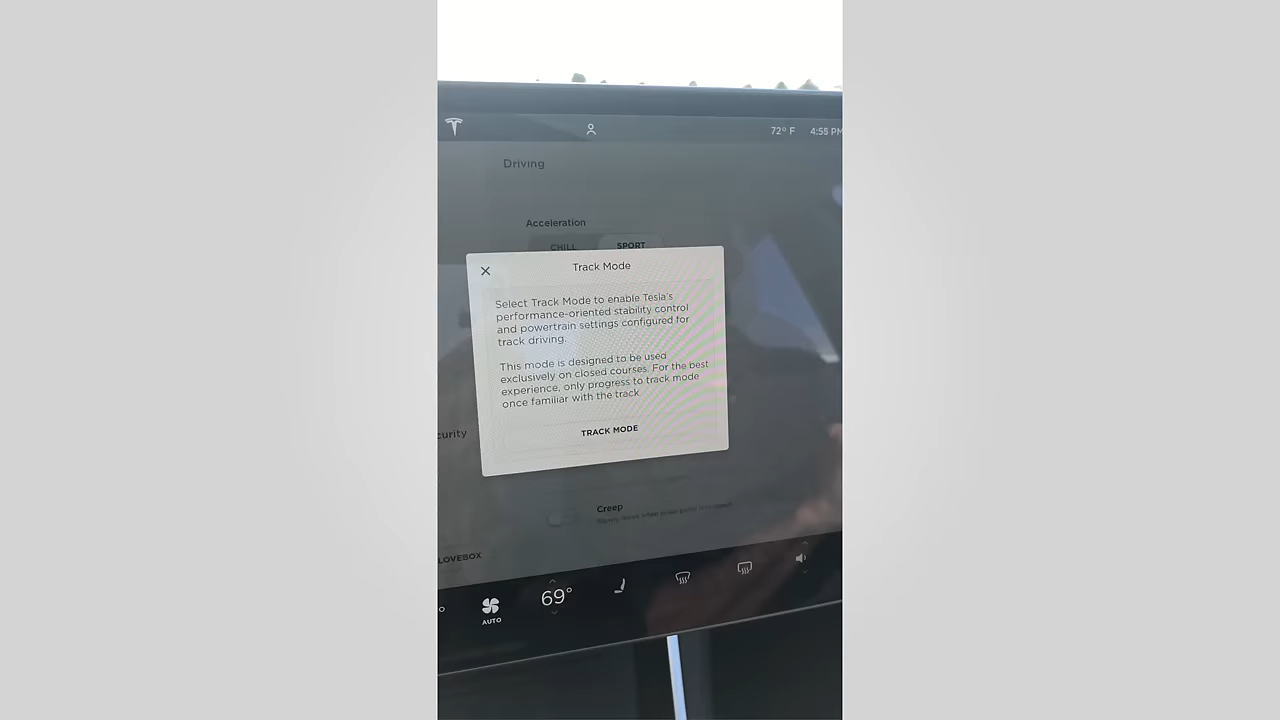 72° F 4:55 PM
Driving
Acceleration
CHILL SPORT
Track Mode
Select Track Mode to enable Tesla's
performance-oriented stability control
and powertrain settings configured for
track driving.
This mode is designed to be used
exclusively on closed courses. For the best
experience, only progress to track mode
once familiar with the track
TRACK MODE
curity
Creep
LOVEBOX
69°
AUTO